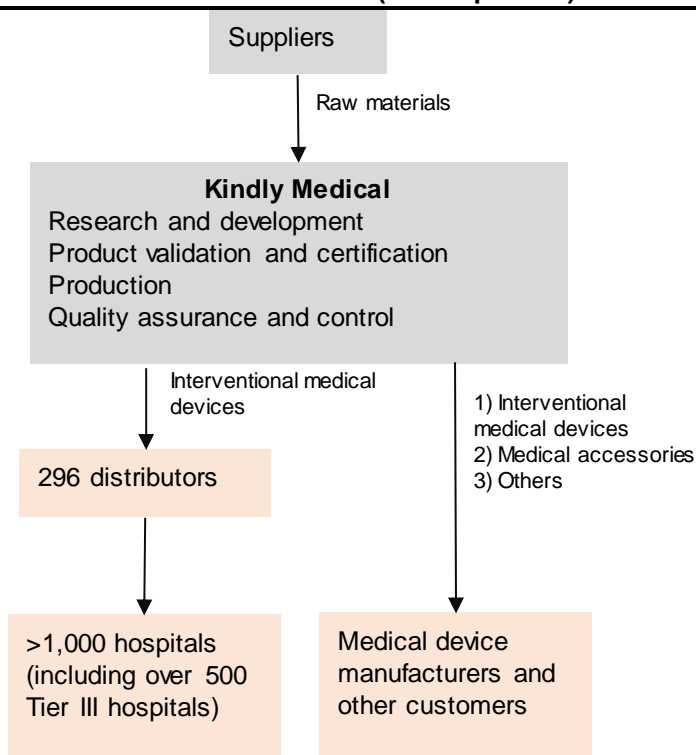 Suppliers
Raw materials
Kindly Medical
Research and development
Product validation and certification
Production
Quality assurance and control
Interventional medical
devices
1) Interventional
medical devices
2) Medical accessories
3) Others
296 distributors
>1,000 hospitals
(including over 500
Tier III hospitals)
Medical device
manufacturers and
other customers